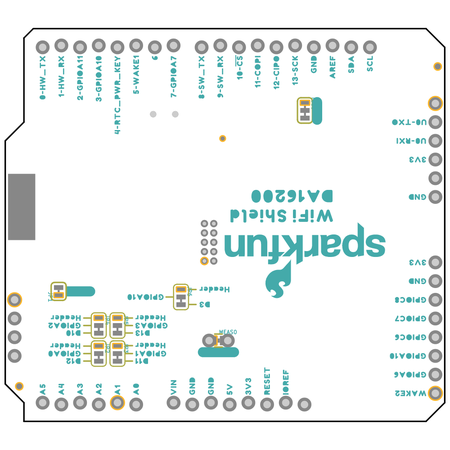 0-HW_TX
1-HW_RX
2-GPIOA11
3-GPIOA10
4-RTC_PWR_KEY
5-WAKE1
6
7-GPIOA7
8-SW_TX
9-SW_RX
10-CS
11-COPI
12-CIPO
13-SCK
GND
AREF
SDA
SCL
U0-TXO
U0-RXI
3V3
GND
DA16200
WiFi Shield
sparkfun
3V3
GND
GPIOC8
GPIOC7
GPIOC6
GPIOA10
GPIOA6
WAKE2
Header
GPIOA10
D3
Header
GPIOA2
D10
Header
GPIOA3
D13
Header
GPIOA0
D12
Header
GPIOA1
D11
MEAS
A5
A4
A3
A2
A1
A0
VIN
GND
GND
5V
3V3
RESET
IOREF